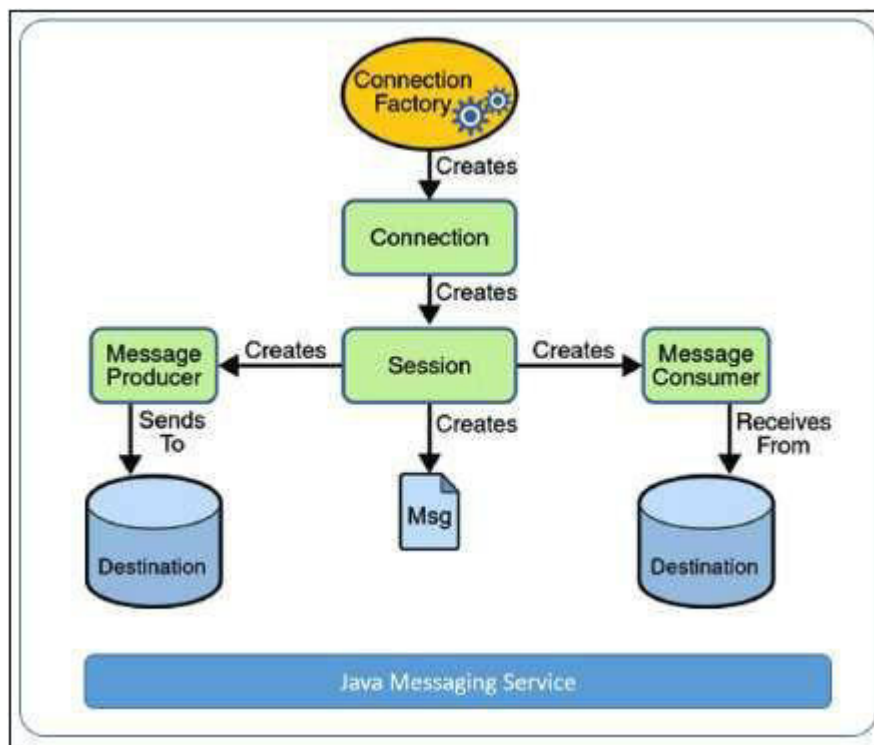 Connection
Factory
Creates
Connection
Creates
Message
Producer
Creates
Session
Creates
Message
Consumer
Sends
To
Creates
Receives
From
Destination
Msg
Destination
Java Messaging Service